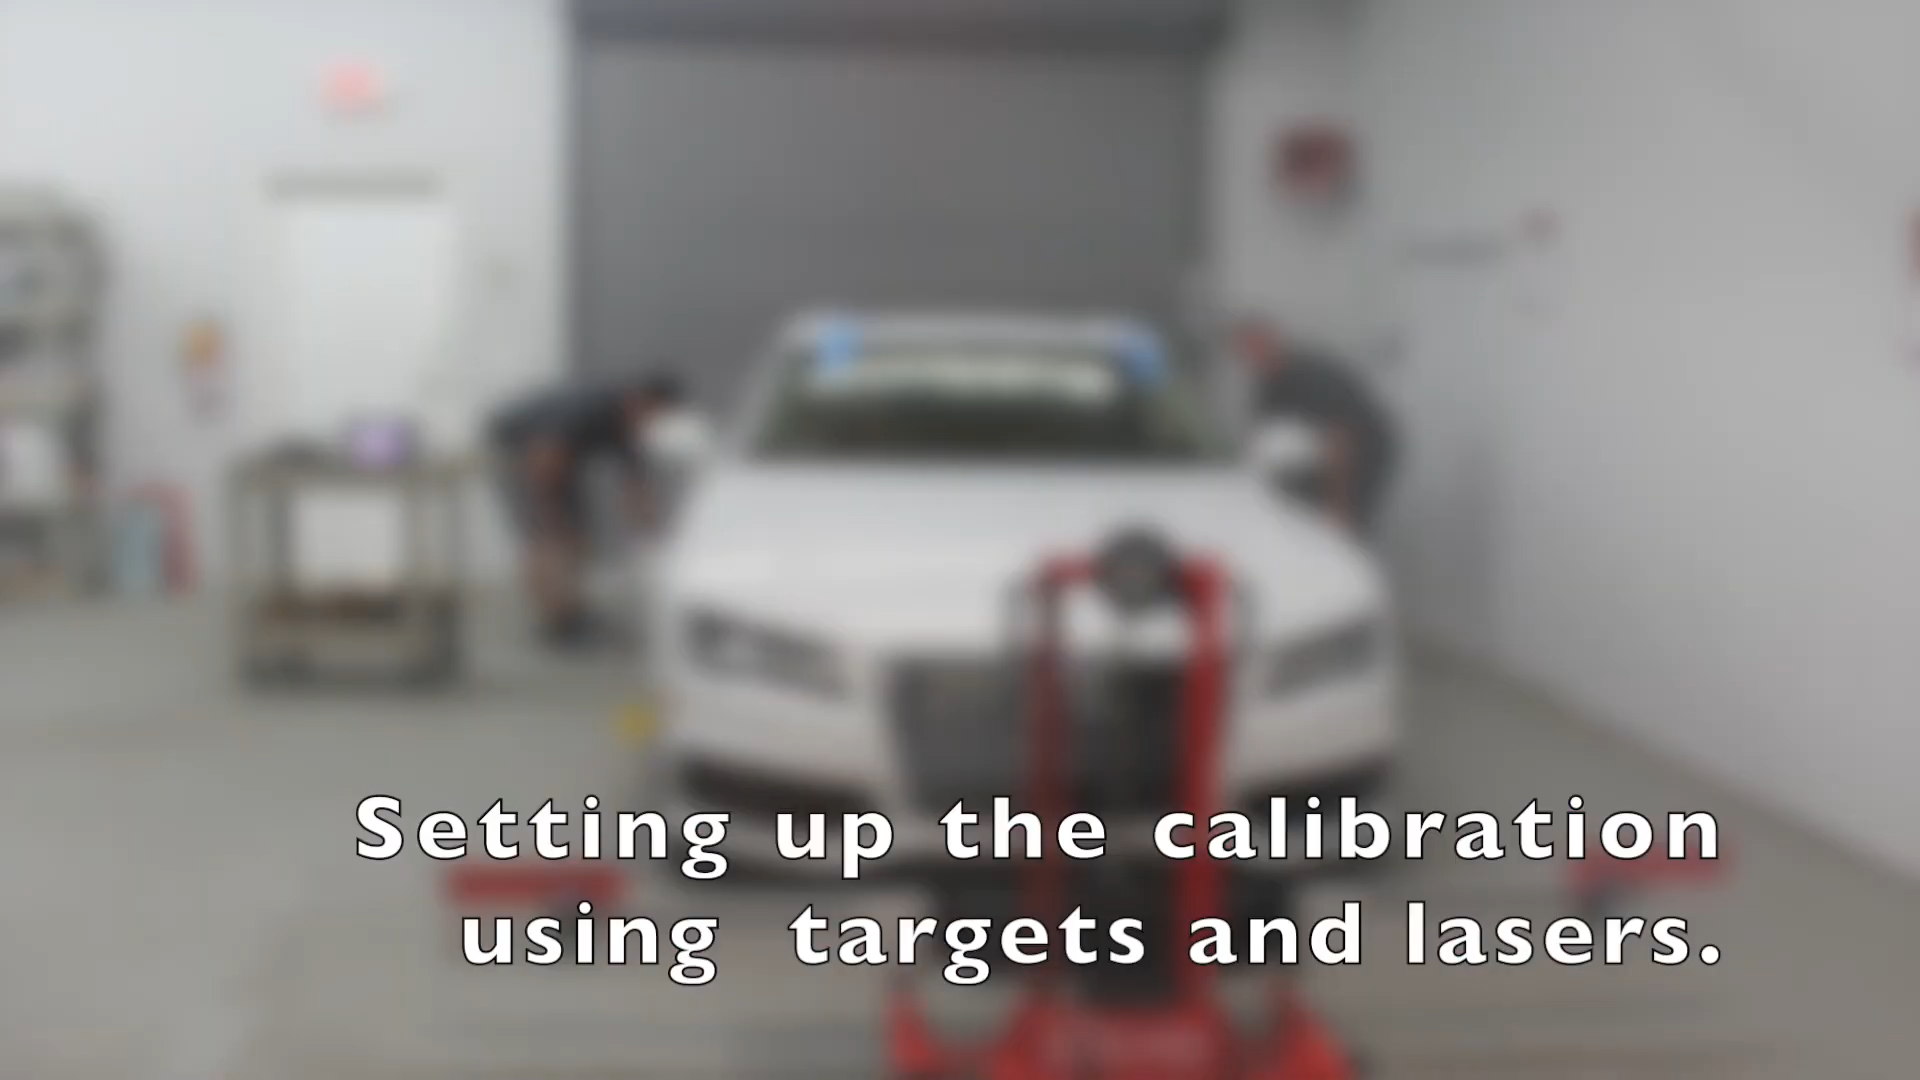 Setting up the calibration
using  targets and lasers.